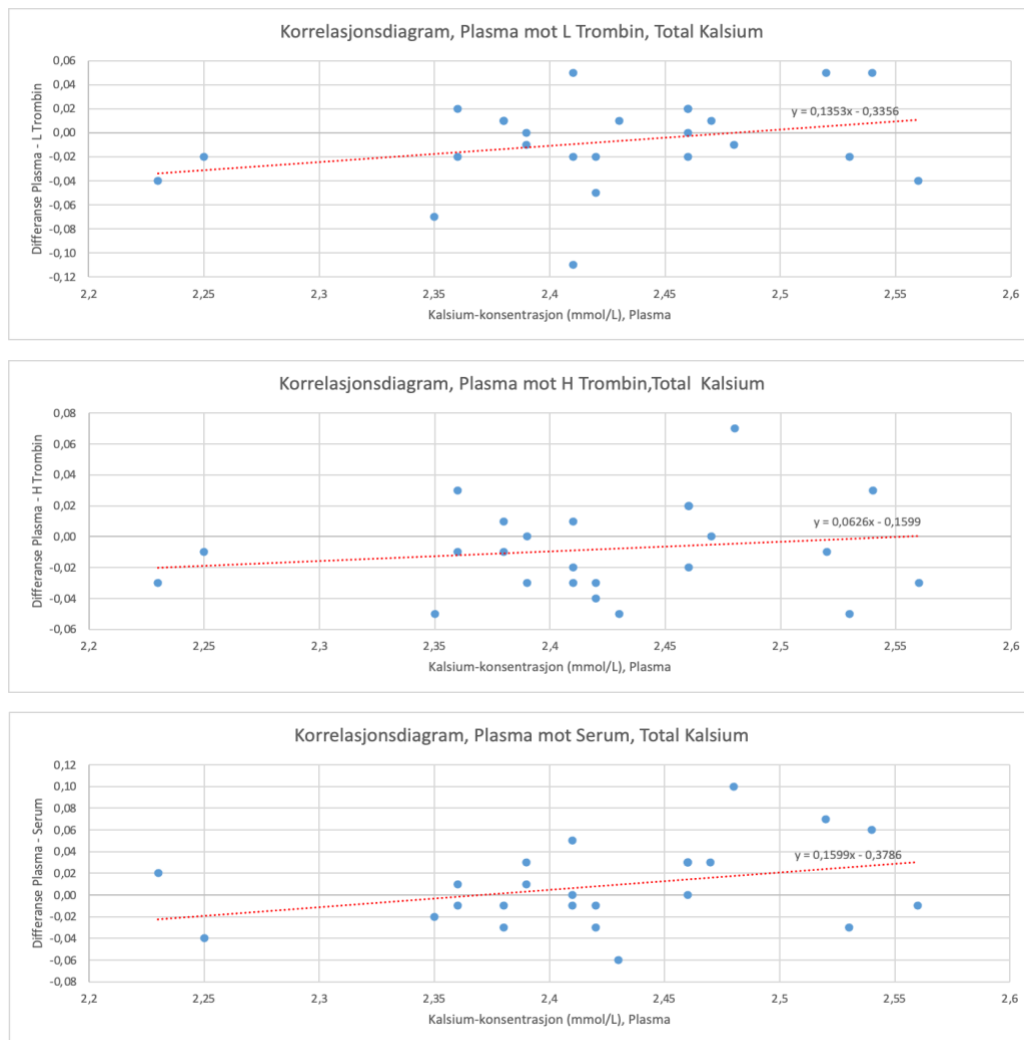 Korrelasjonsdiagram, Plasma mot L Trombin, Total Kalsium
Differanse Plasma - L Trombin
0,06
0,04
0,02
0,00
-0,02
-0,04
-0,06
-0,08
-0,10
-0,12
y = 0,1353x - 0,3356
2,2 2,25 2,3 2,35 2,4 2,45 2,5 2,55 2,6
Kalsium-konsentrasjon (mmol/L), Plasma
Korrelasjonsdiagram, Plasma mot H Trombin,Total Kalsium
Differanse Plasma - H Trombin
0,08
0,06
0,04
0,02
0,00
-0,02
-0,04
-0,06
y = 0,0626x - 0,1599
2,2 2,25 2,3 2,35 2,4 2,45 2,5 2,55 2,6
Kalsium-konsentrasjon (mmol/L), Plasma
Korrelasjonsdiagram, Plasma mot Serum, Total Kalsium
Differanse Plasma - Serum
0,12
0,10
0,08
0,06
0,04
0,02
0,00
-0,02
-0,04
-0,06
-0,08
y = 0,1599x - 0,3786
2,2 2,25 2,3 2,35 2,4 2,45 2,5 2,55 2,6
Kalsium-konsentrasjon (mmol/L), Plasma